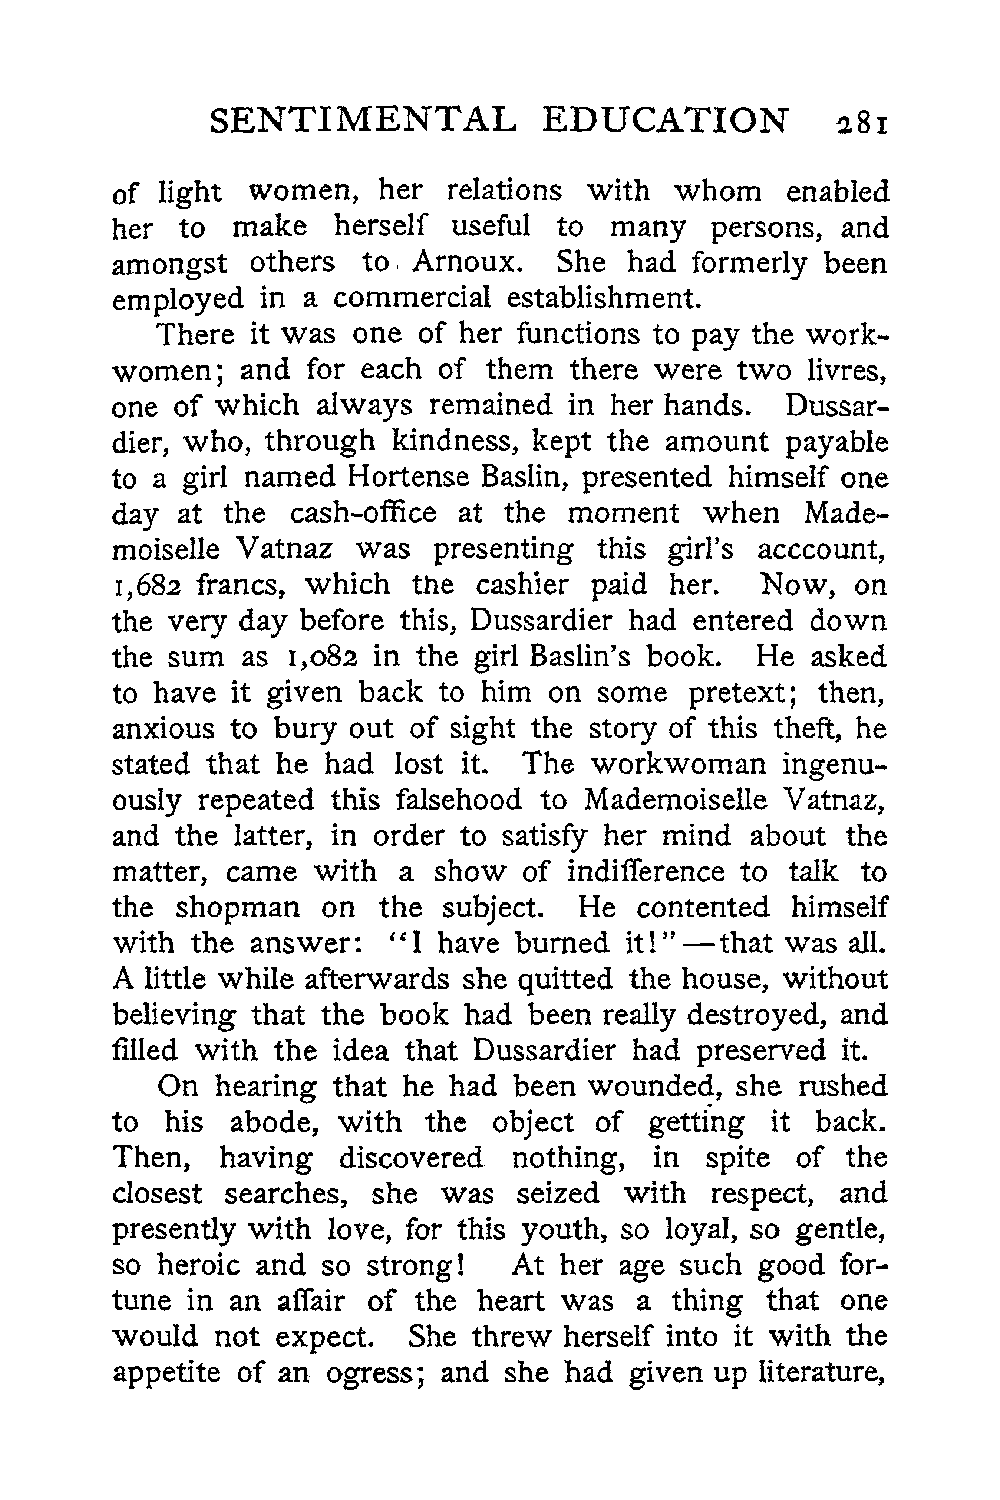 SENTIMENTAL EDUCATION 281
of light women, her relations with whom enabled
her to make herself useful to many persons, and
amongst others to Arnoux. She had formerly been
employed in a commercial establishment.
There it was one of her functions to pay the work-
women; and for each of them there were two livres,
one of which always remained in her hands. Dussar-
dier, who, through kindness, kept the amount payable
to a girl named Hortense Baslin, presented himself one
day at the cash-office at the moment when Made-
moiselle Vatnaz was presenting this girl's acccount,
1,682 francs, which the cashier paid her. Now, on
the very day before this, Dussardier had entered down
the sum as 1,082 in the girl Baslin's book. He asked
to have it given back to him on some pretext; then,
anxious to bury out of sight the story of this theft, he
stated that he had lost it. The workwoman ingenu-
ously repeated this falsehood to Mademoiselle Vatnaz,
and the latter, in order to satisfy her mind about the
matter, came with a show of indifference to talk to
the shopman on the subject. He contented himself
with the answer: "I have burned it!"—that was all.
A little while afterwards she quitted the house, without
believing that the book had been really destroyed, and
filled with the idea that Dussardier had preserved it.
On hearing that he had been wounded, she rushed
to his abode, with the object of getting it back.
Then, having discovered nothing, in spite of the
closest searches, she was seized with respect, and
presently with love, for this youth, so loyal, so gentle,
so heroic and so strong! At her age such good for-
tune in an affair of the heart was a thing that one
would not expect. She threw herself into it with the
appetite of an ogress; and she had given up literature,